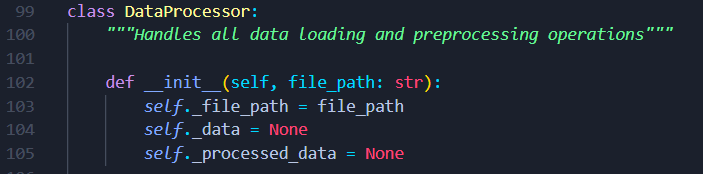 99 class DataProcessor:
100     """Handles all data loading and preprocessing operations"""
101
102     def __init__(self, file_path: str):
103         self._file_path = file_path
104         self._data = None
105         self._processed_data = None